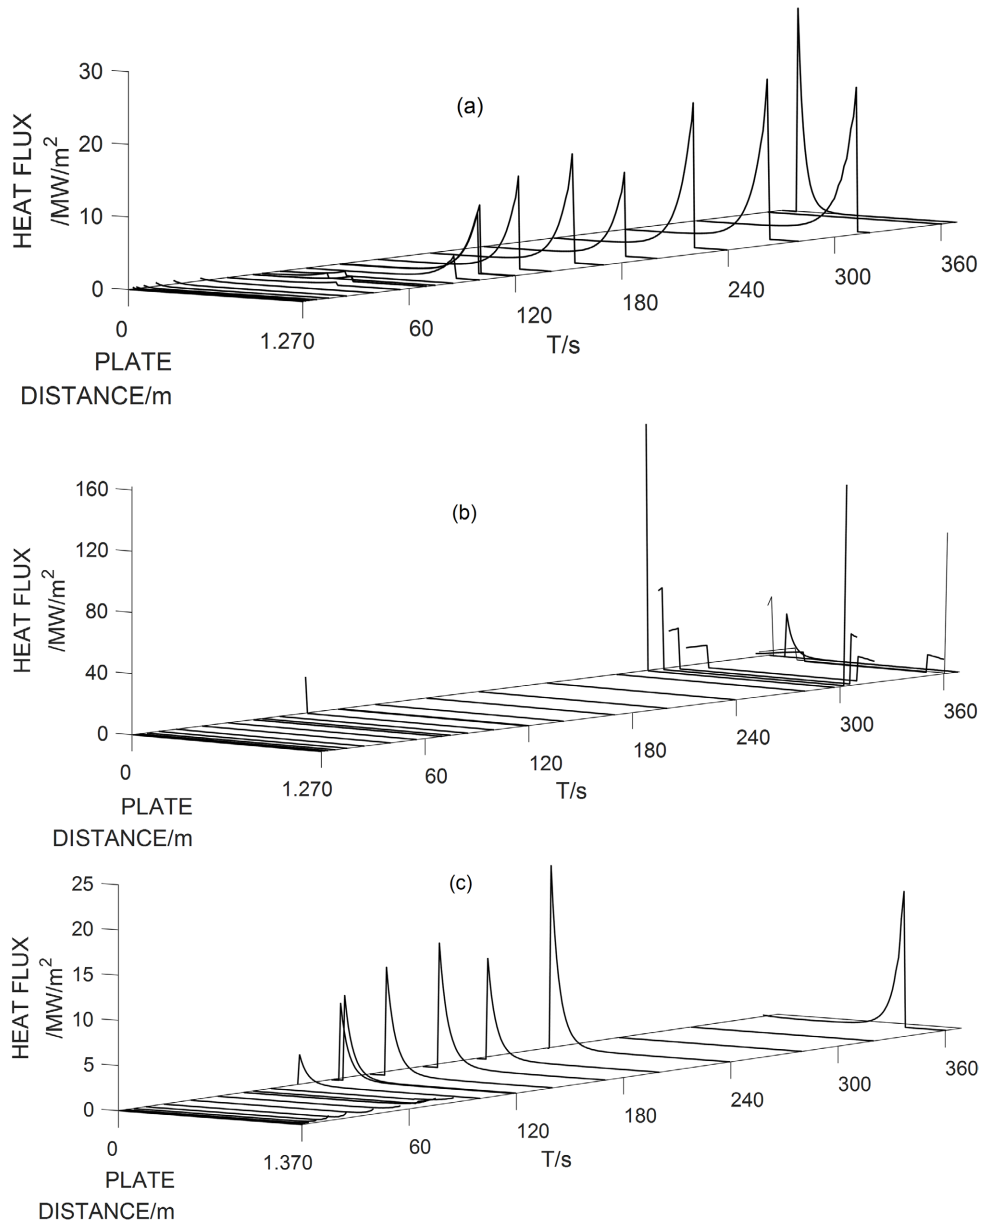 (a)
30
20
10
0
HEAT FLUX
/MW/m2
0
1.270
60
120
180
240
300
360
T/s
PLATE
DISTANCE/m
(b)
160
120
80
40
0
HEAT FLUX
/MW/m2
0
1.270
60
120
180
240
300
360
T/s
PLATE
DISTANCE/m
(c)
25
20
15
10
5
0
HEAT FLUX
/MW/m2
0
1.370
60
120
180
240
300
360
T/s
PLATE
DISTANCE/m